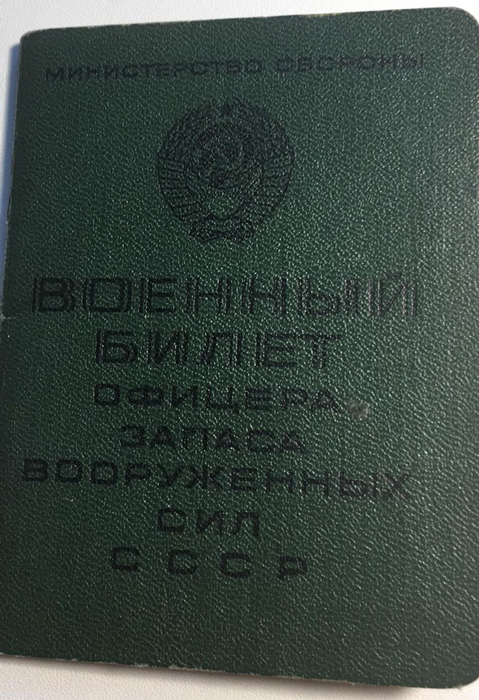 МИНИСТЕРСТВО ОБОРОНЫ
ВОЕННЫЙ
БИЛЕТ
ОФИЦЕРА
ЗАПАСА
ВООРУЖЕННЫХ
СИЛ
СССР